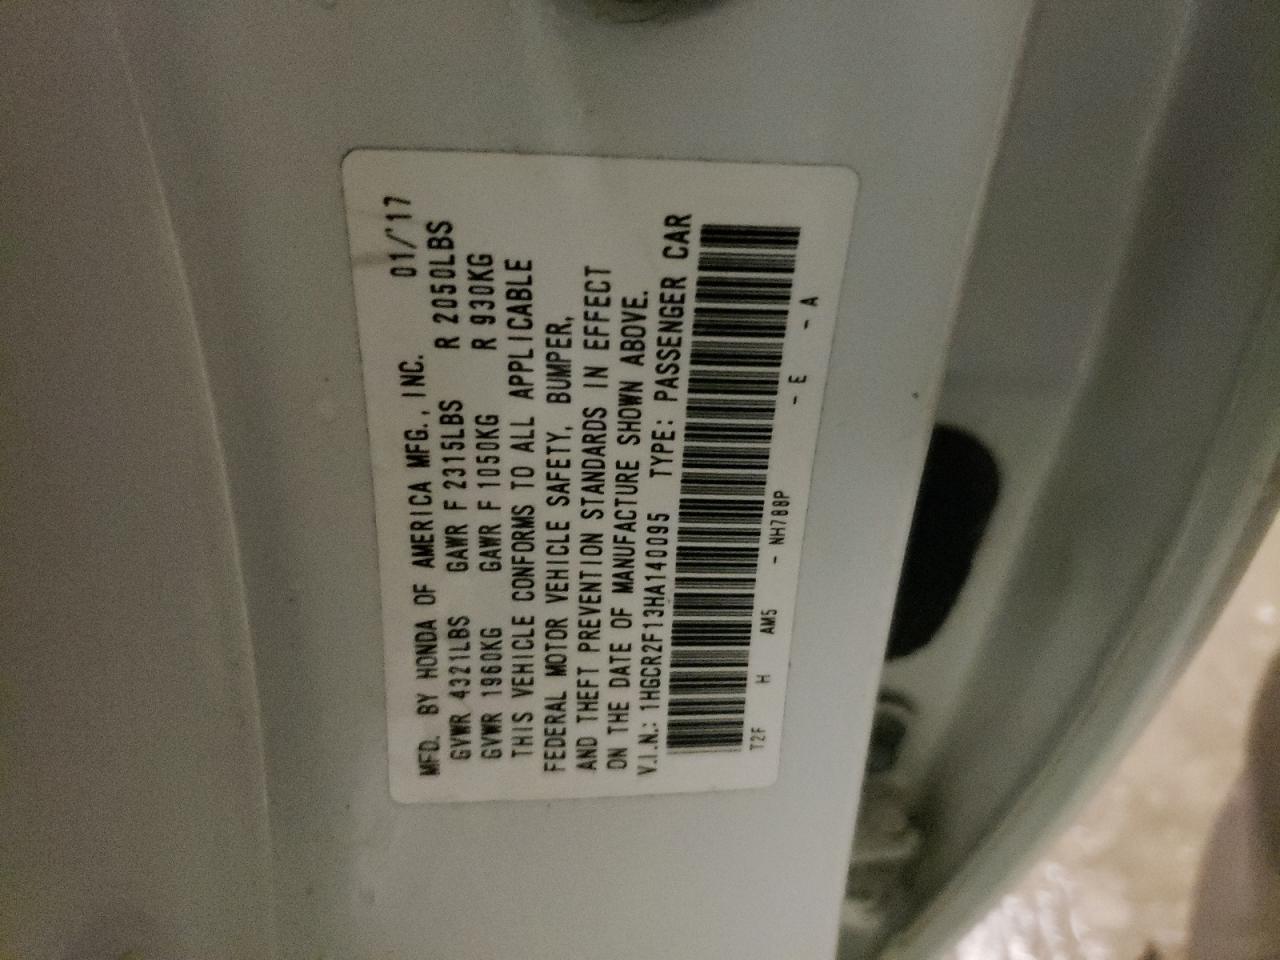 MFD. BY HONDA OF AMERICA MFG., INC. 01/'17
GVWR 4321LBS GAWR F 2315LBS R 2050LBS
GVWR 1960KG GAWR F 1050KG R 930KG
THIS VEHICLE CONFORMS TO ALL APPLICABLE
FEDERAL MOTOR VEHICLE SAFETY, BUMPER,
AND THEFT PREVENTION STANDARDS IN EFFECT
ON THE DATE OF MANUFACTURE SHOWN ABOVE.
V.I.N.: 1HGCR2F13HA140095 TYPE: PASSENGER CAR
T2F H AM5 - NH788P - E - A